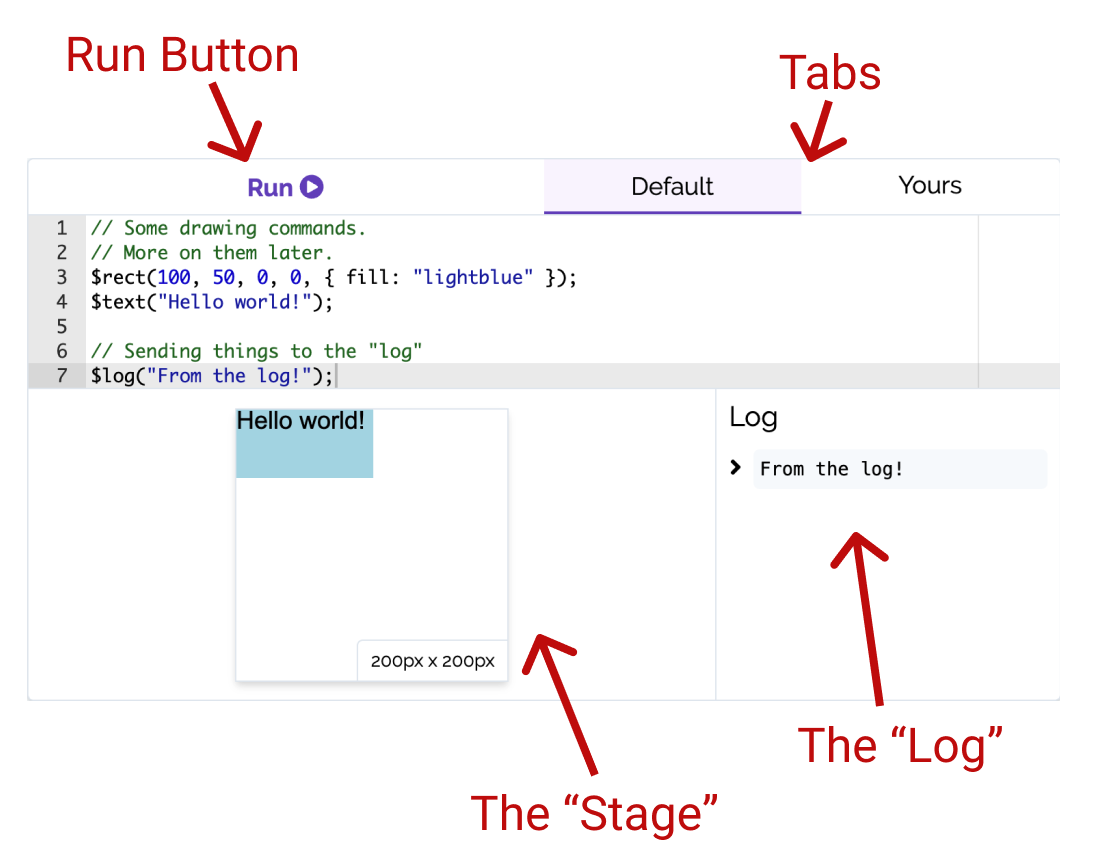 Run Button
Tabs
Run
Default
Yours
1 // Some drawing commands.
2 // More on them later.
3 $rect(100, 50, 0, 0, { fill: "lightblue" });
4 $text("Hello world!");
5
6 // Sending things to the "log"
7 $log("From the log!");
Hello world!
200px x 200px
Log
From the log!
The “Log”
The “Stage”